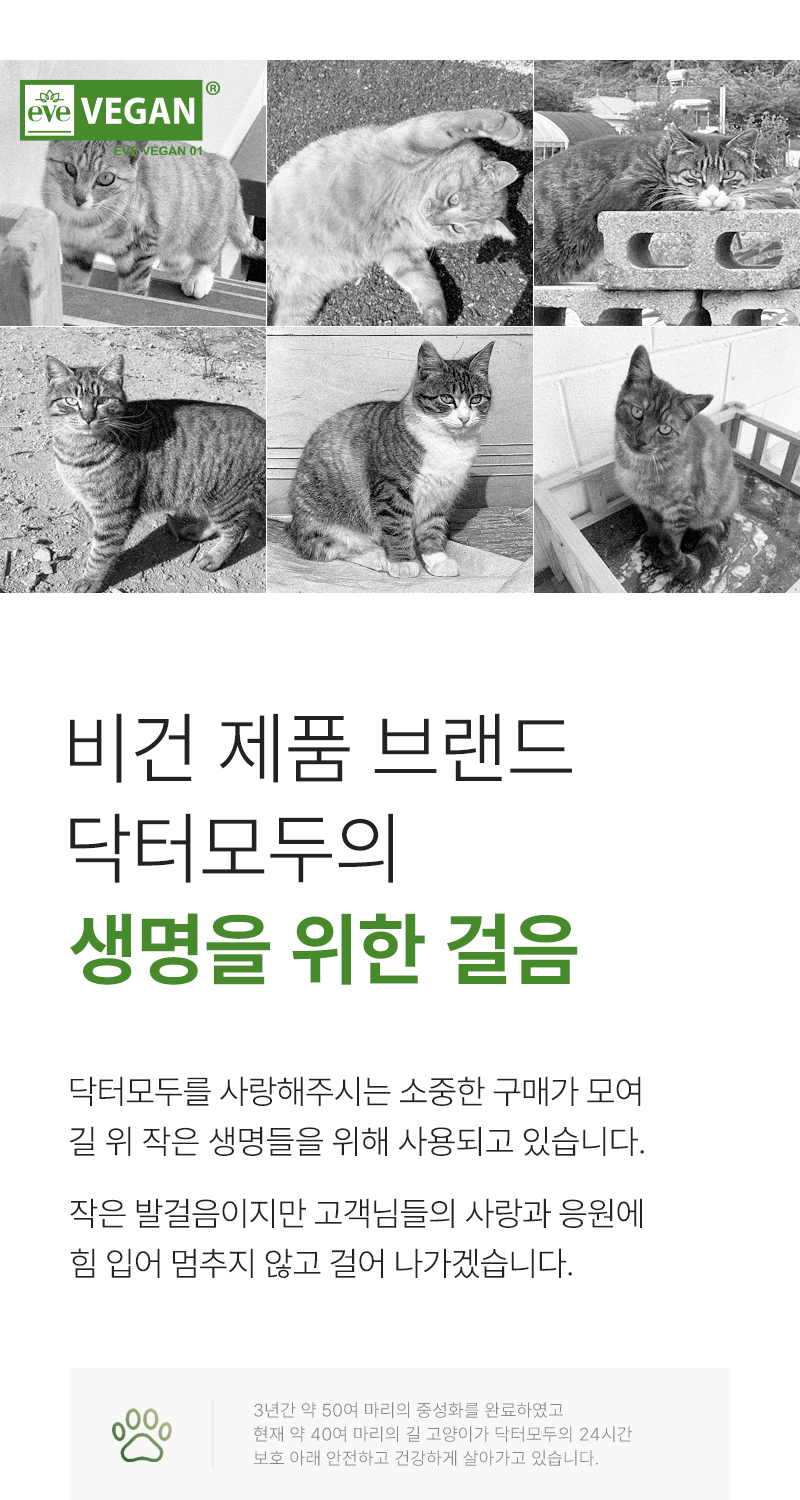 eve VEGAN®
EVE VEGAN 01
비건 제품 브랜드
닥터모두의
생명을 위한 걸음
닥터모두를 사랑해주시는 소중한 구매가 모여
길 위 작은 생명들을 위해 사용되고 있습니다.
작은 발걸음이지만 고객님들의 사랑과 응원에
힘 입어 멈추지 않고 걸어 나가겠습니다.
3년간 약 50여 마리의 중성화를 완료하였고
현재 약 40여 마리의 길 고양이가 닥터모두의 24시간
보호 아래 안전하고 건강하게 살아가고 있습니다.